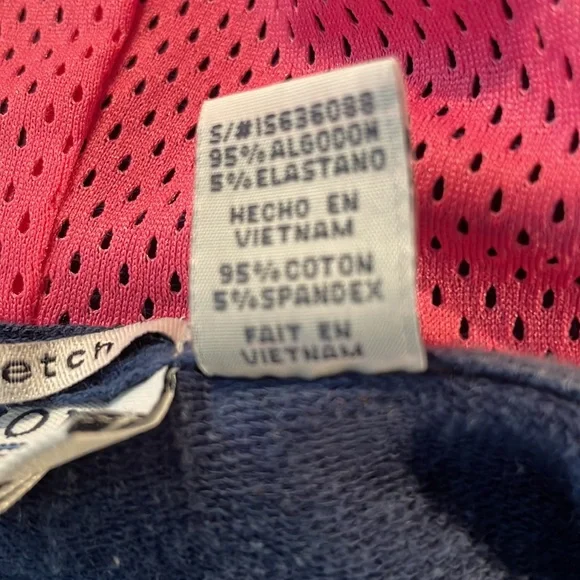 S/#15636088
95% ALGODON
5% ELASTANO
HECHO EN
VIETNAM
95% COTON
5% SPANDEX
FAIT EN
VIETNAM
etch